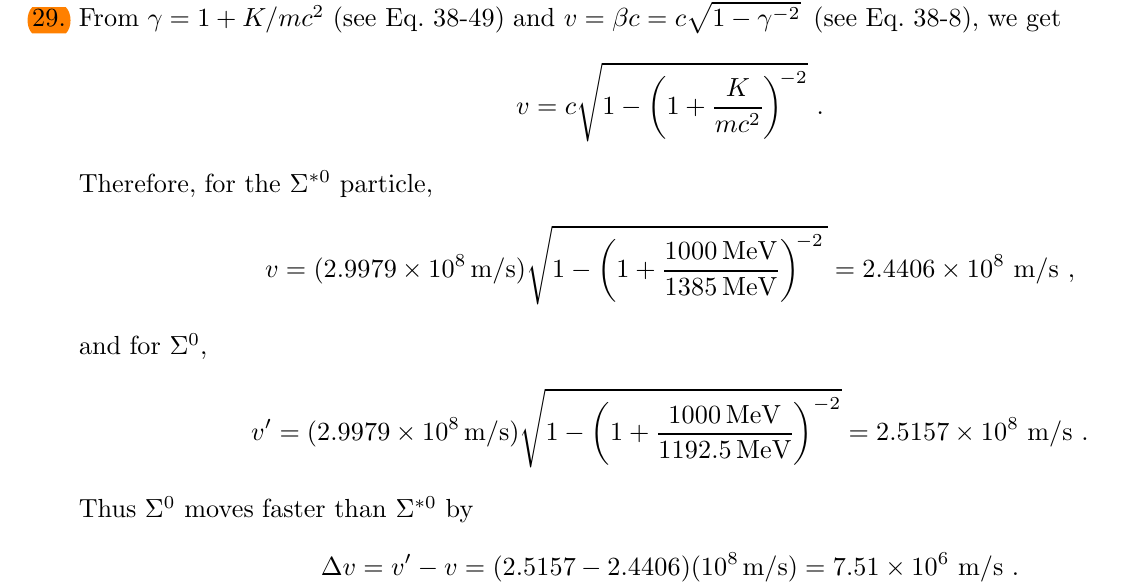 29. From γ = 1 + K/mc² (see Eq. 38-49) and v = βc = c√(1 − γ⁻²) (see Eq. 38-8), we get
v = c√(1 − (1 + K/mc²)⁻²) .
Therefore, for the Σ*⁰ particle,
v = (2.9979 × 10⁸ m/s)√(1 − (1 + 1000 MeV/1385 MeV)⁻²) = 2.4406 × 10⁸ m/s ,
and for Σ⁰,
v′ = (2.9979 × 10⁸ m/s)√(1 − (1 + 1000 MeV/1192.5 MeV)⁻²) = 2.5157 × 10⁸ m/s .
Thus Σ⁰ moves faster than Σ*⁰ by
Δv = v′ − v = (2.5157 − 2.4406)(10⁸ m/s) = 7.51 × 10⁶ m/s .